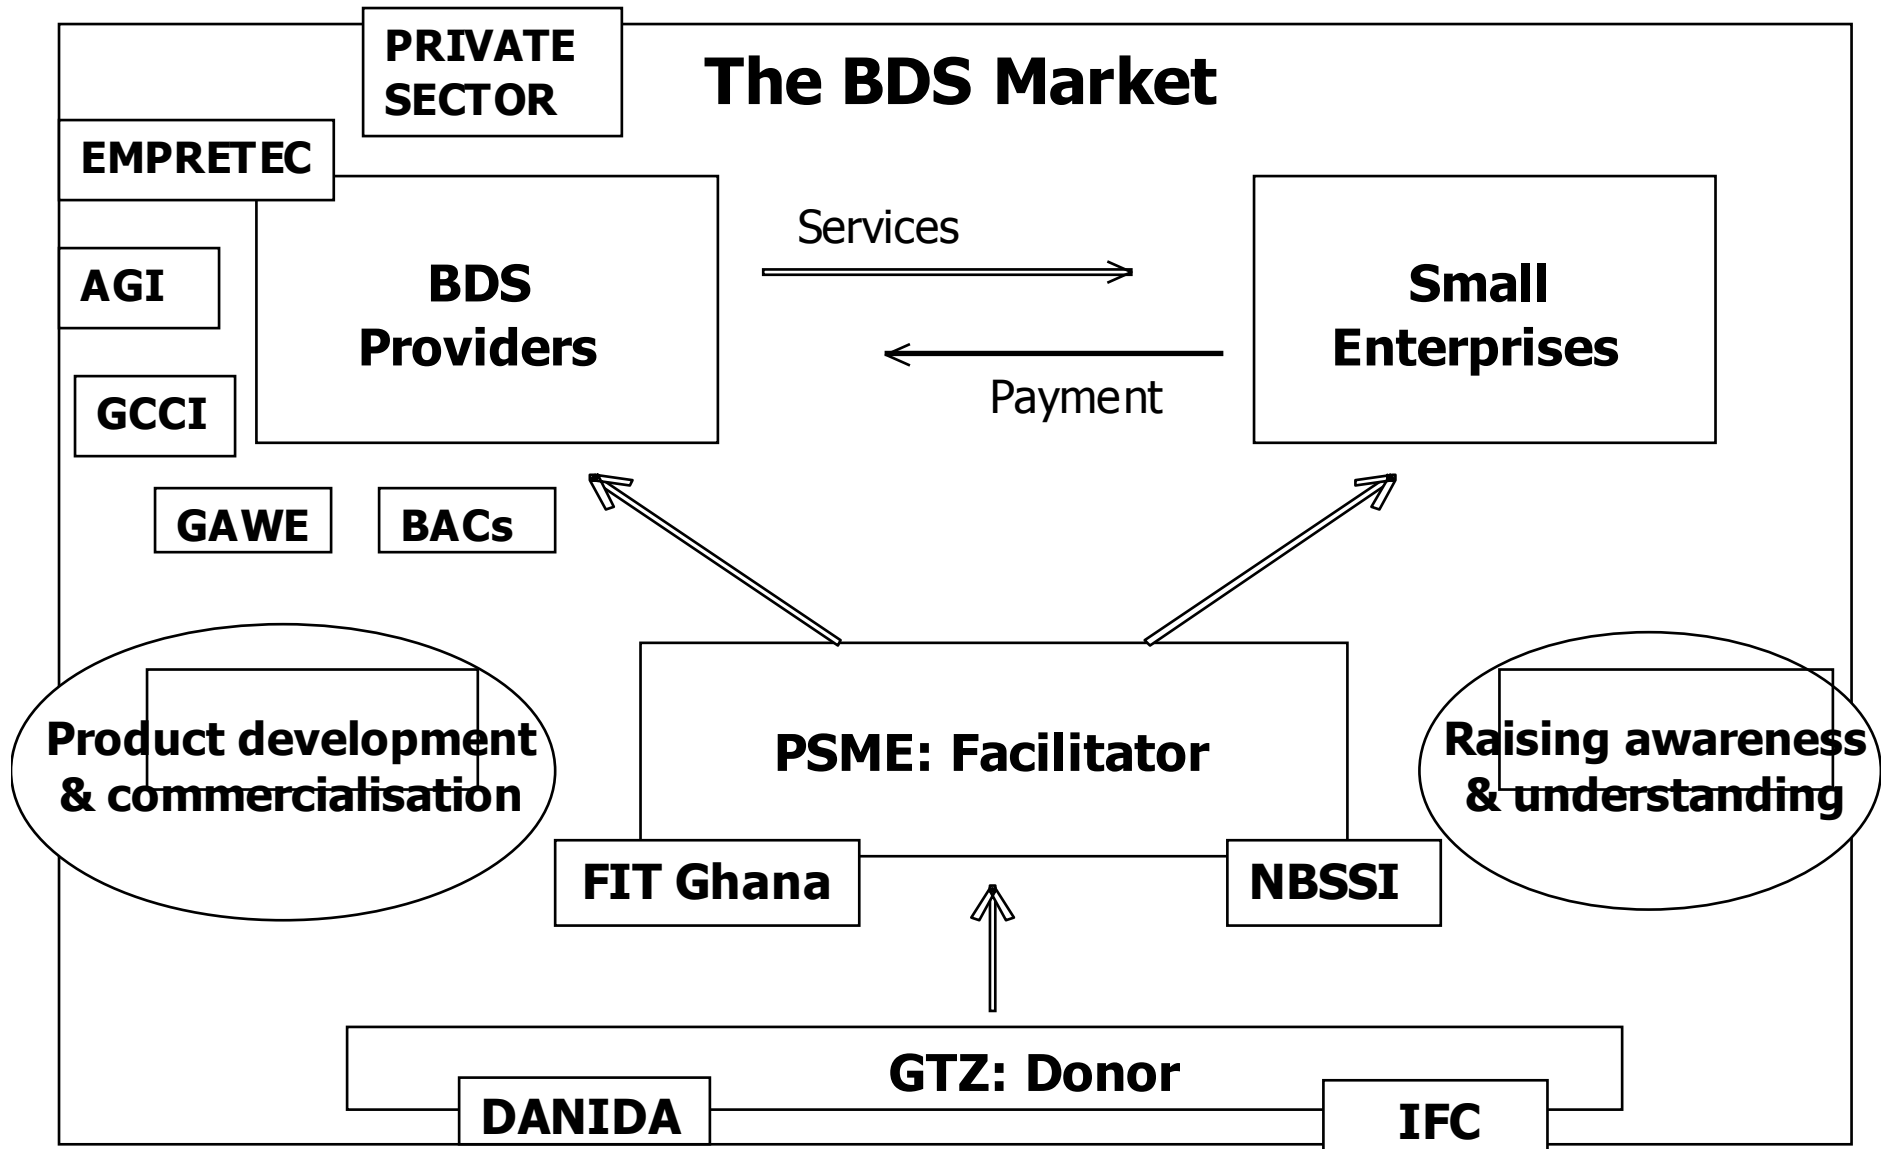 PRIVATE
SECTOR
The BDS Market
EMPRETEC
AGI
GCCI
GAWE
BACs
BDS
Providers
Services
Payment
Small
Enterprises
Product development
& commercialisation
PSME: Facilitator
Raising awareness
& understanding
FIT Ghana
NBSSI
GTZ: Donor
DANIDA
IFC